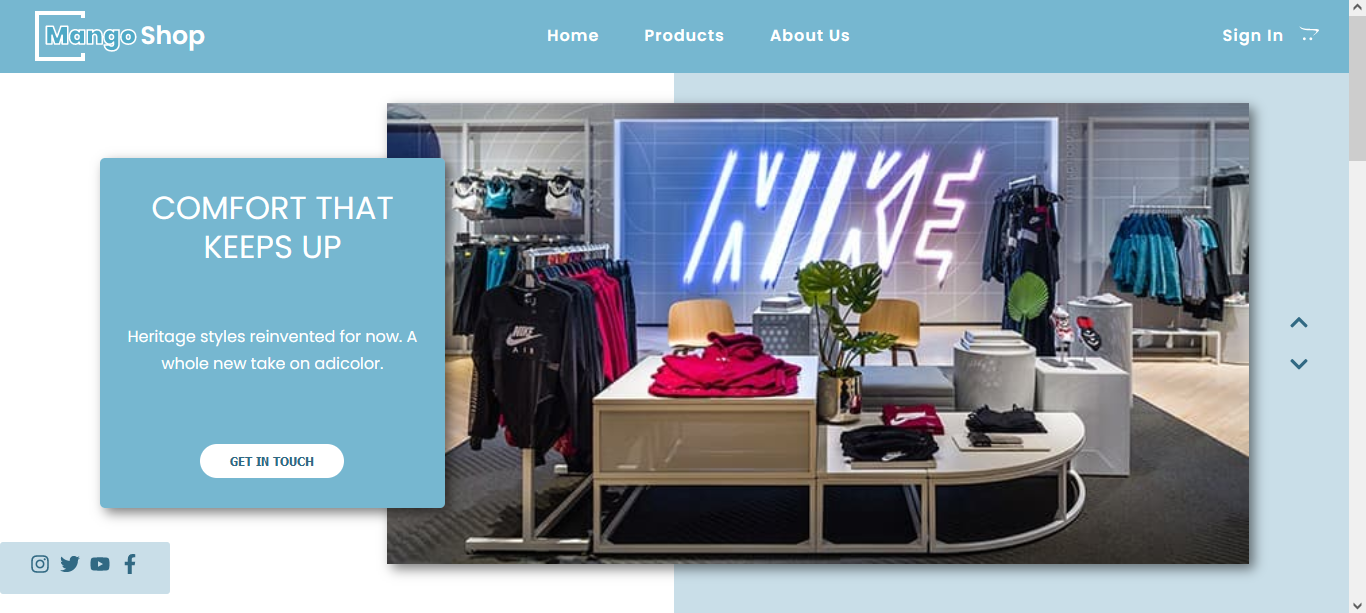 Mango Shop
Home
Products
About Us
Sign In
COMFORT THAT
KEEPS UP
Heritage styles reinvented for now. A
whole new take on adicolor.
GET IN TOUCH
NIKE
NIKE
AIR